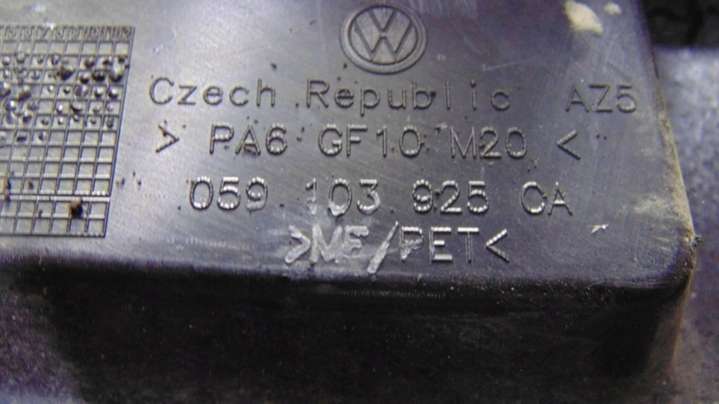 Czech Republic AZ5
> PA6 GF10 M20 <
059 103 925 CA
>MF/PET<